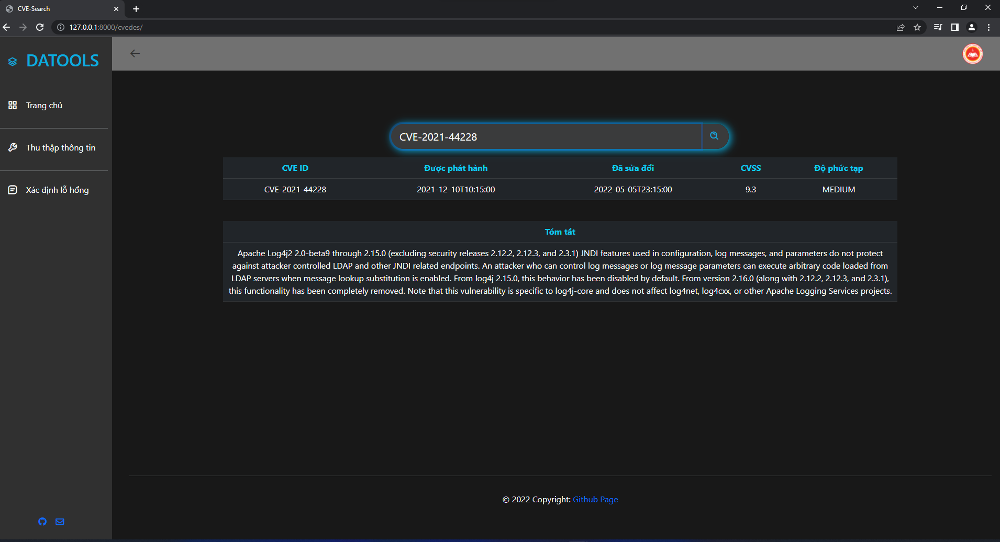 CVE-Search
127.0.0.1:8000/cvedes/
DATOOLS
Trang chủ
Thu thập thông tin
Xác định lỗ hổng
CVE-2021-44228
CVE ID Được phát hành Đã sửa đổi CVSS Độ phức tạp
CVE-2021-44228 2021-12-10T10:15:00 2022-05-05T23:15:00 9.3 MEDIUM
Tóm tắt
Apache Log4j2 2.0-beta9 through 2.15.0 (excluding security releases 2.12.2, 2.12.3, and 2.3.1) JNDI features used in configuration, log messages, and parameters do not protect
against attacker controlled LDAP and other JNDI related endpoints. An attacker who can control log messages or log message parameters can execute arbitrary code loaded from
LDAP servers when message lookup substitution is enabled. From log4j 2.15.0, this behavior has been disabled by default. From version 2.16.0 (along with 2.12.2, 2.12.3, and 2.3.1),
this functionality has been completely removed. Note that this vulnerability is specific to log4j-core and does not affect log4net, log4cxx, or other Apache Logging Services projects.
© 2022 Copyright: Github Page